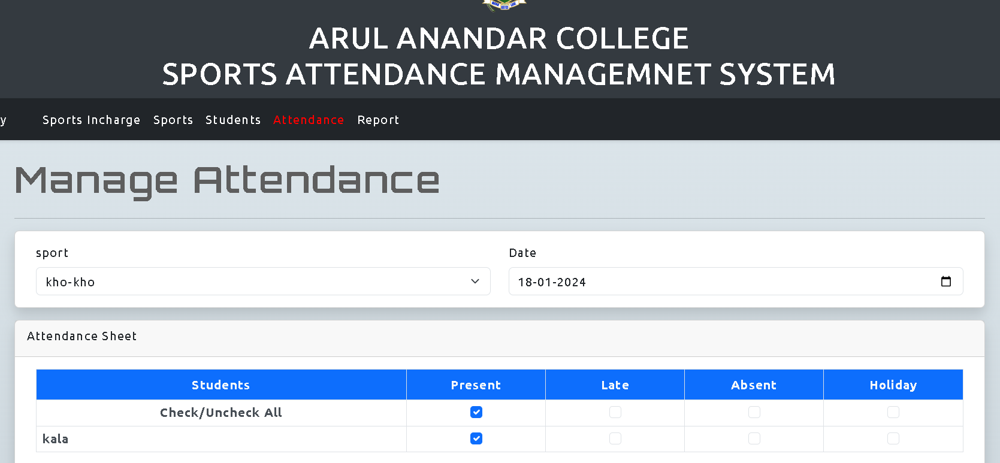 ARUL ANANDAR COLLEGE
SPORTS ATTENDANCE MANAGEMNET SYSTEM
y Sports Incharge Sports Students Attendance Report
Manage Attendance
sport Date
kho-kho 18-01-2024
Attendance Sheet
Students Present Late Absent Holiday
Check/Uncheck All
kala